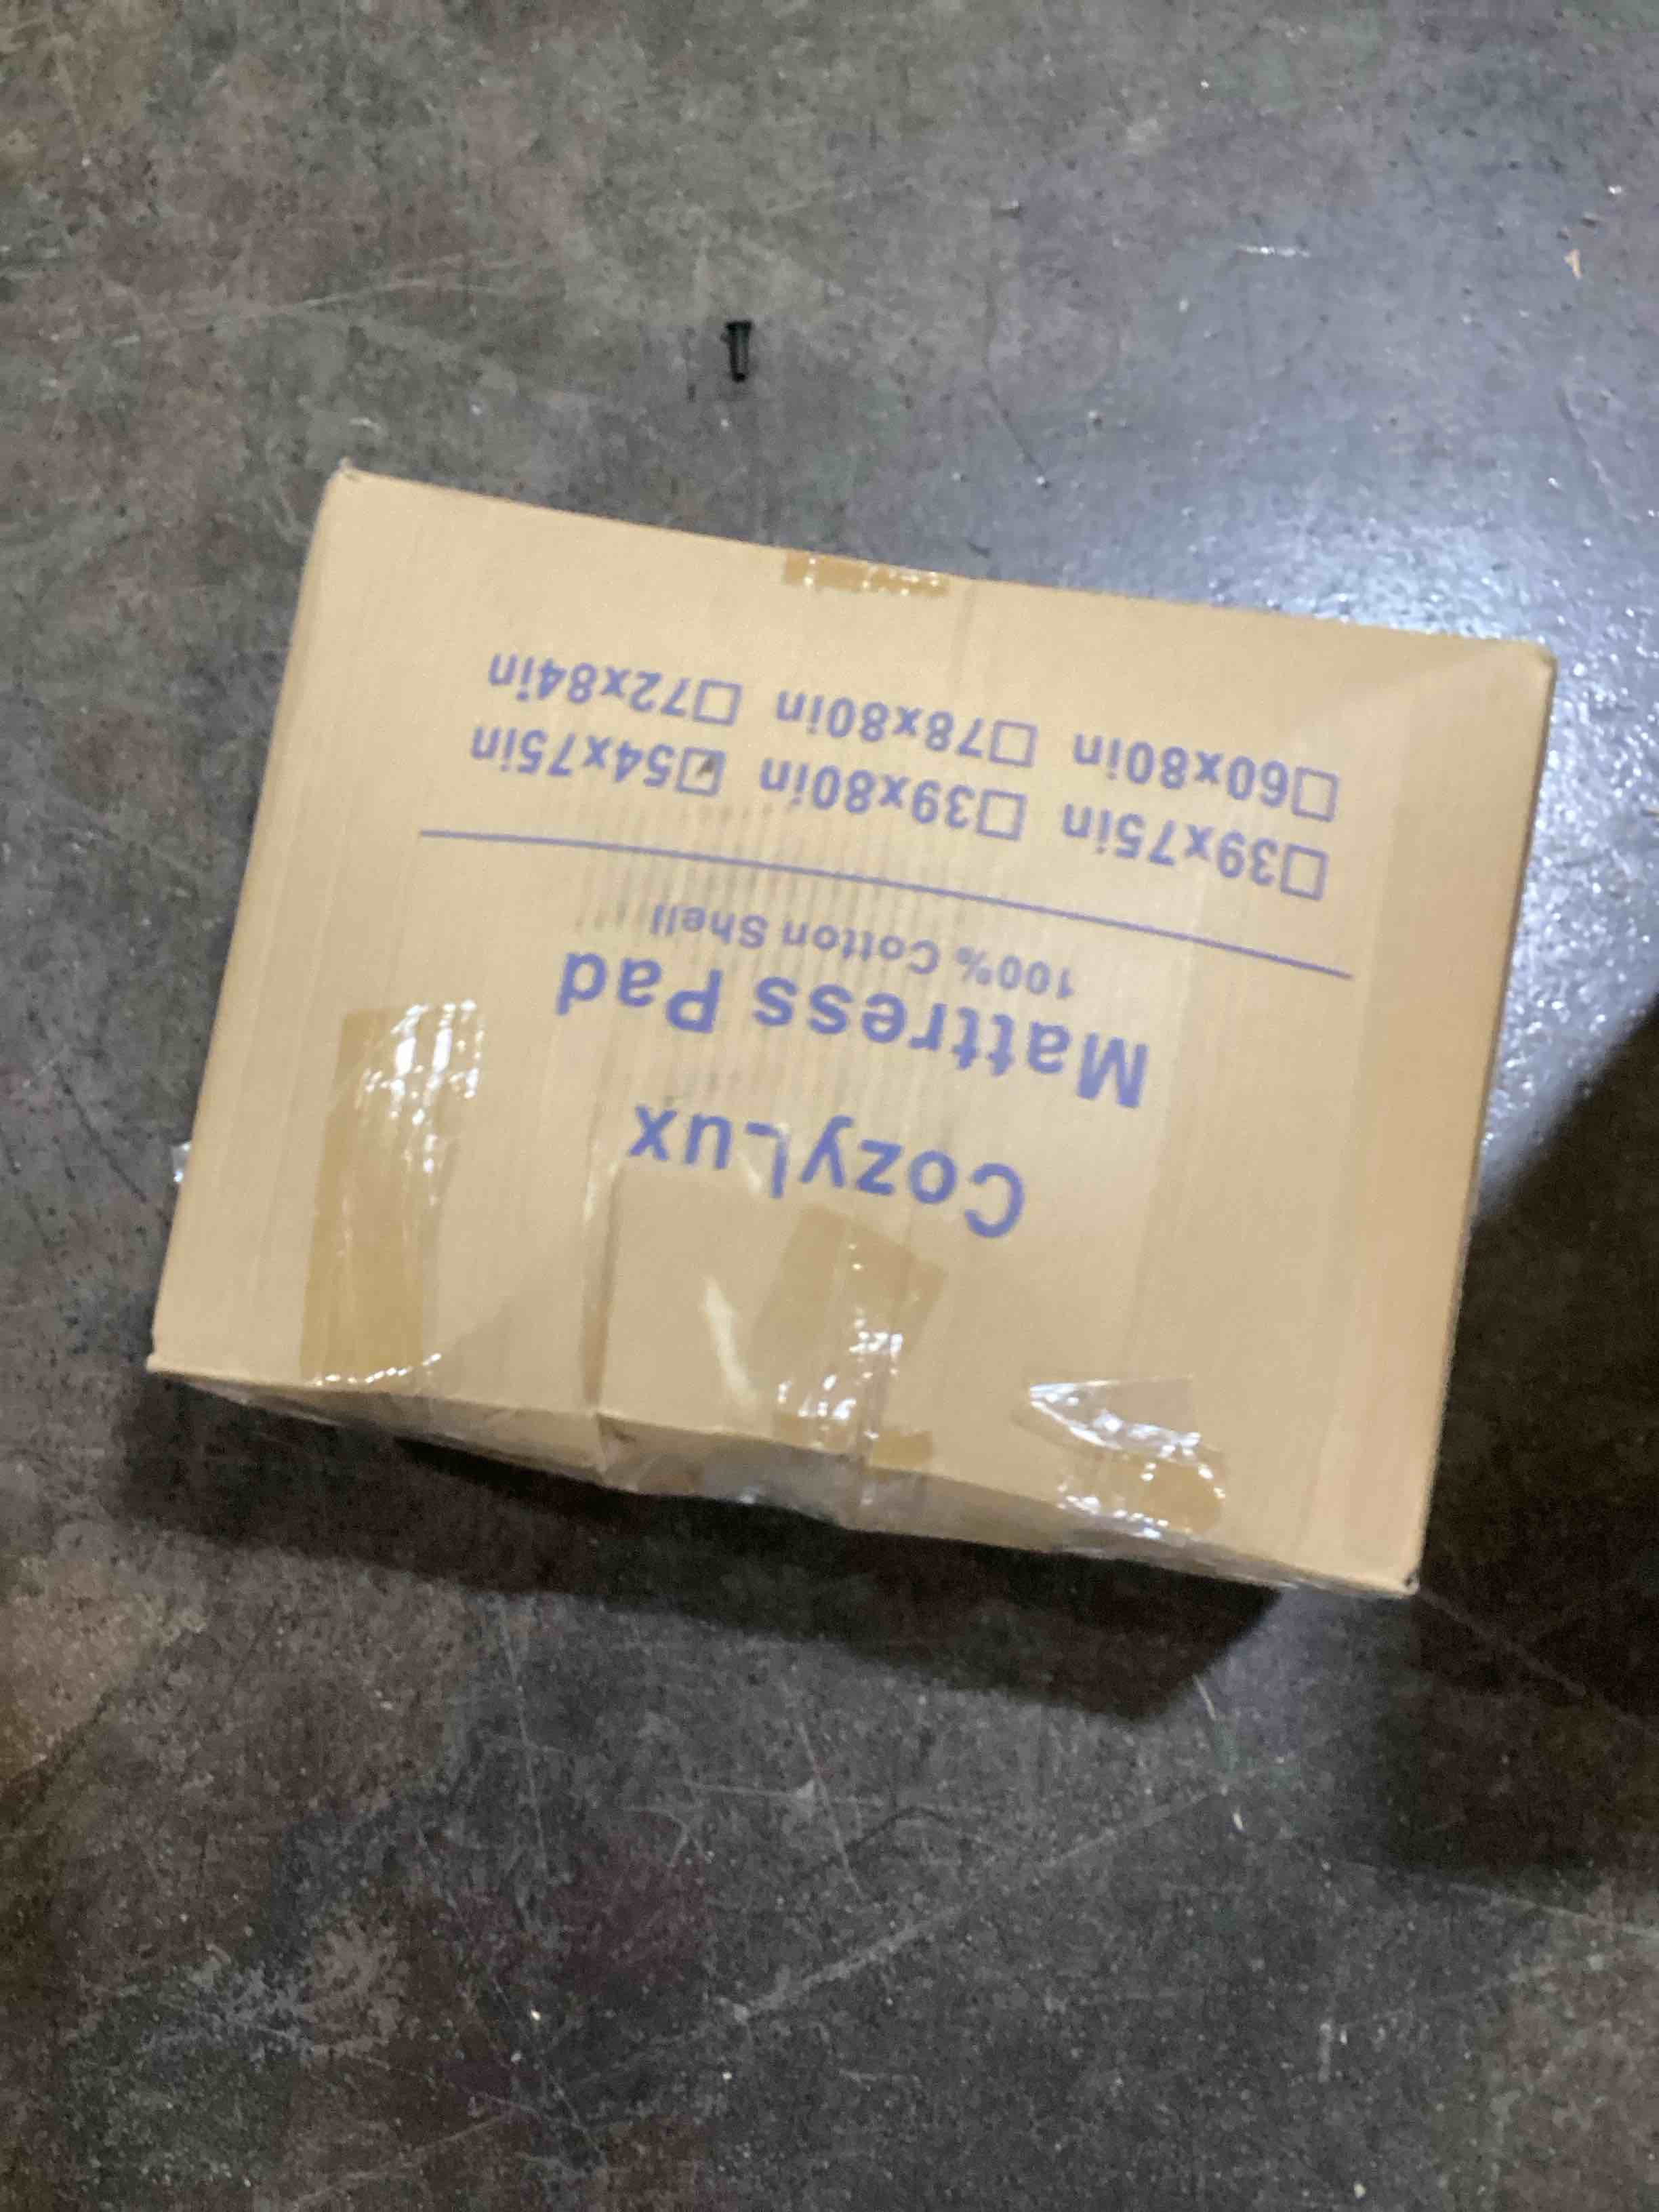 CozyLux
Mattress Pad
100% Cotton Shell
☐39x75in ☐39x80in ☑54x75in
☐60x80in ☐78x80in ☐72x84in